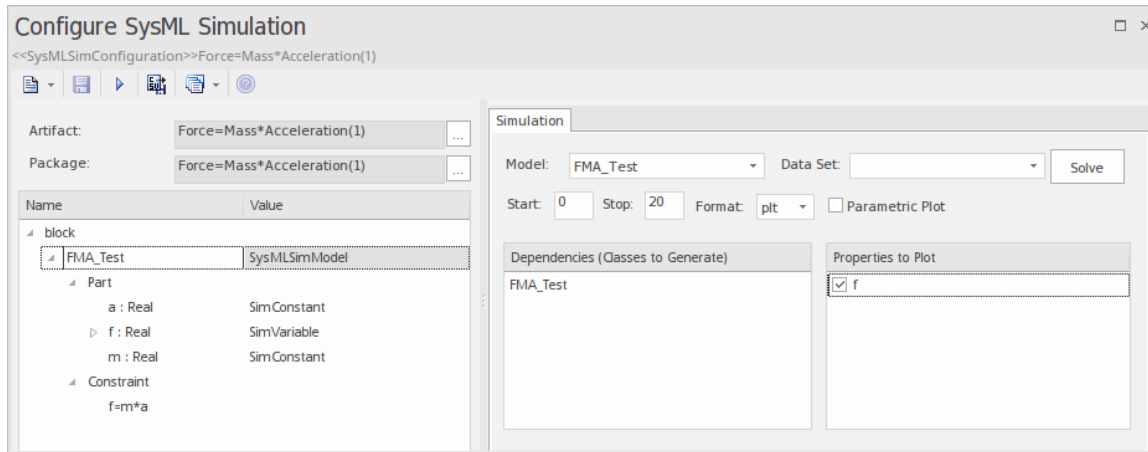 Configure SysML Simulation
<<SysMLSimConfiguration>>Force=Mass*Acceleration(1)
Artifact: Force=Mass*Acceleration(1) ...
Package: Force=Mass*Acceleration(1) ...
Name Value
block
FMA_Test SysMLSimModel
Part
a : Real SimConstant
f : Real SimVariable
m : Real SimConstant
Constraint
f=m*a
Simulation
Model: FMA_Test Data Set: Solve
Start: 0 Stop: 20 Format: plt Parametric Plot
Dependencies (Classes to Generate)
FMA_Test
Properties to Plot
f